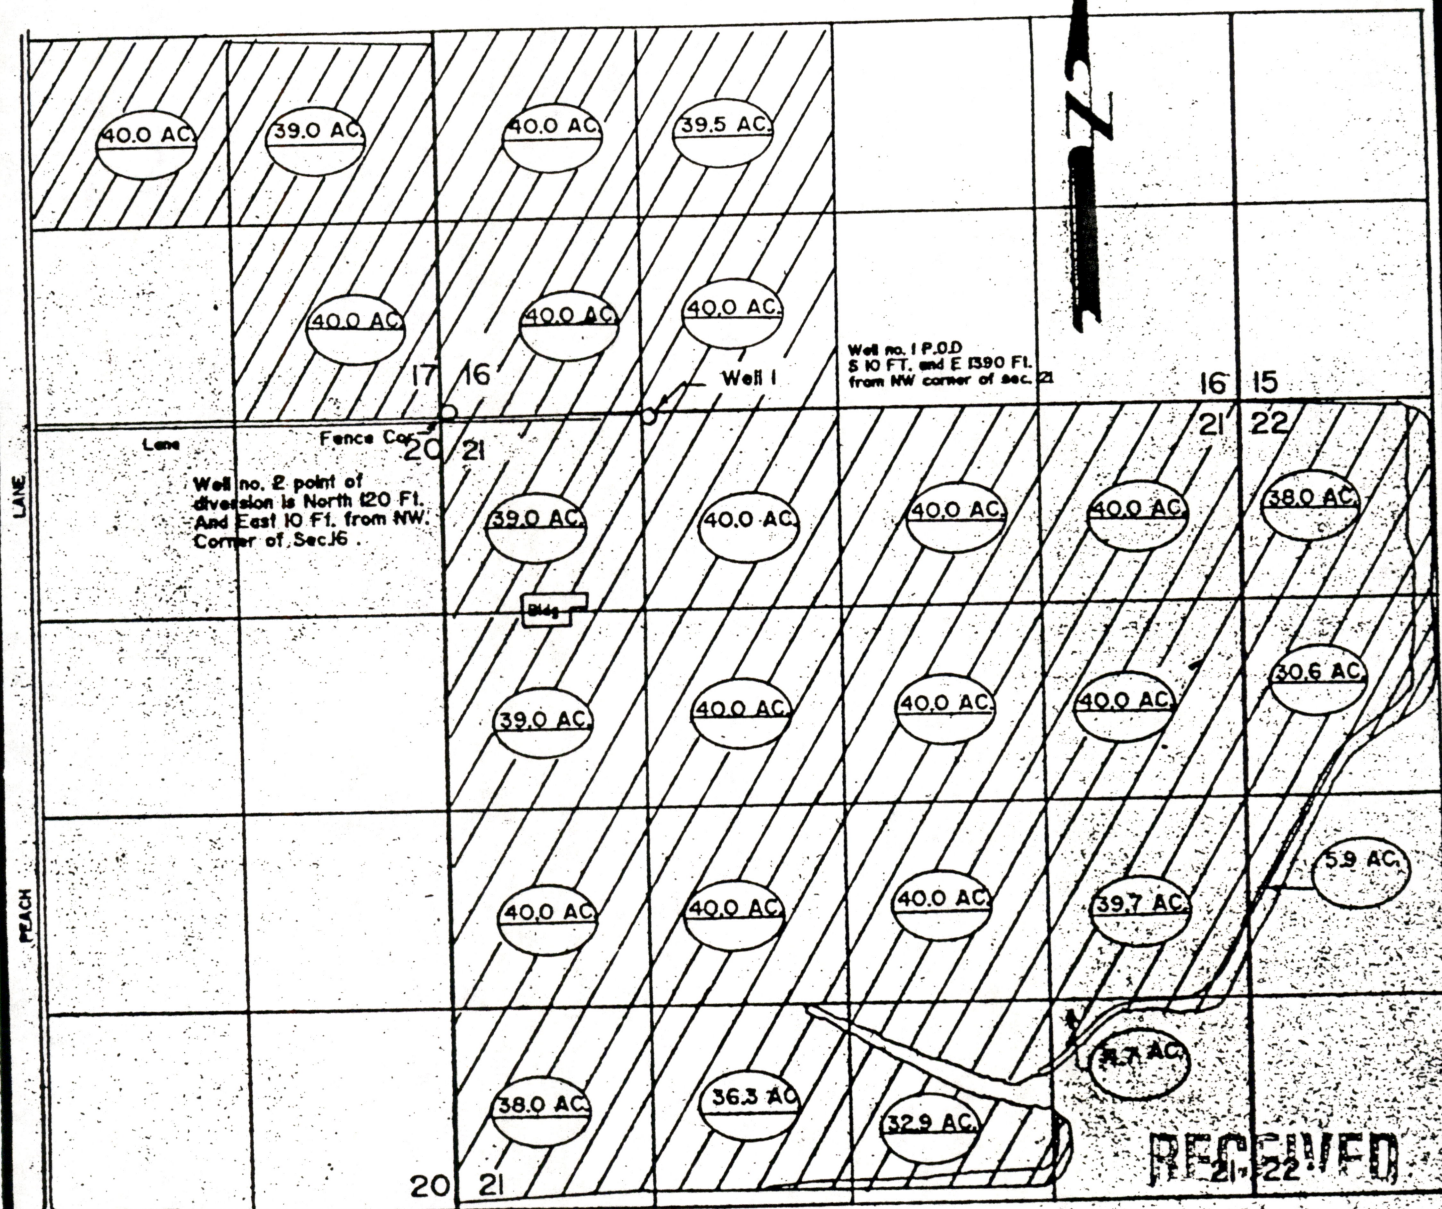 40.0 AC.
39.0 AC.
40.0 AC.
39.5 AC.
40.0 AC.
40.0 AC.
40.0 AC.
17 16
Well 1
Well no. 1 P.O.D
S 10 FT. and E 1390 Ft.
from NW corner of sec. 21
16 15
21 22
Lane
Fence Cor
20 21
Well no. 2 point of
diversion is North 120 Ft.
And East 10 Ft. from NW.
Corner of Sec.16 .
LANE
39.0 AC.
40.0 AC.
40.0 AC.
40.0 AC.
38.0 AC.
Bldg
39.0 AC.
40.0 AC.
40.0 AC.
40.0 AC.
30.6 AC.
PEACH
40.0 AC.
40.0 AC.
40.0 AC.
39.7 AC.
5.9 AC.
AC.
38.0 AC.
36.3 AC
32.9 AC.
RECEIVED
20 21
21 22